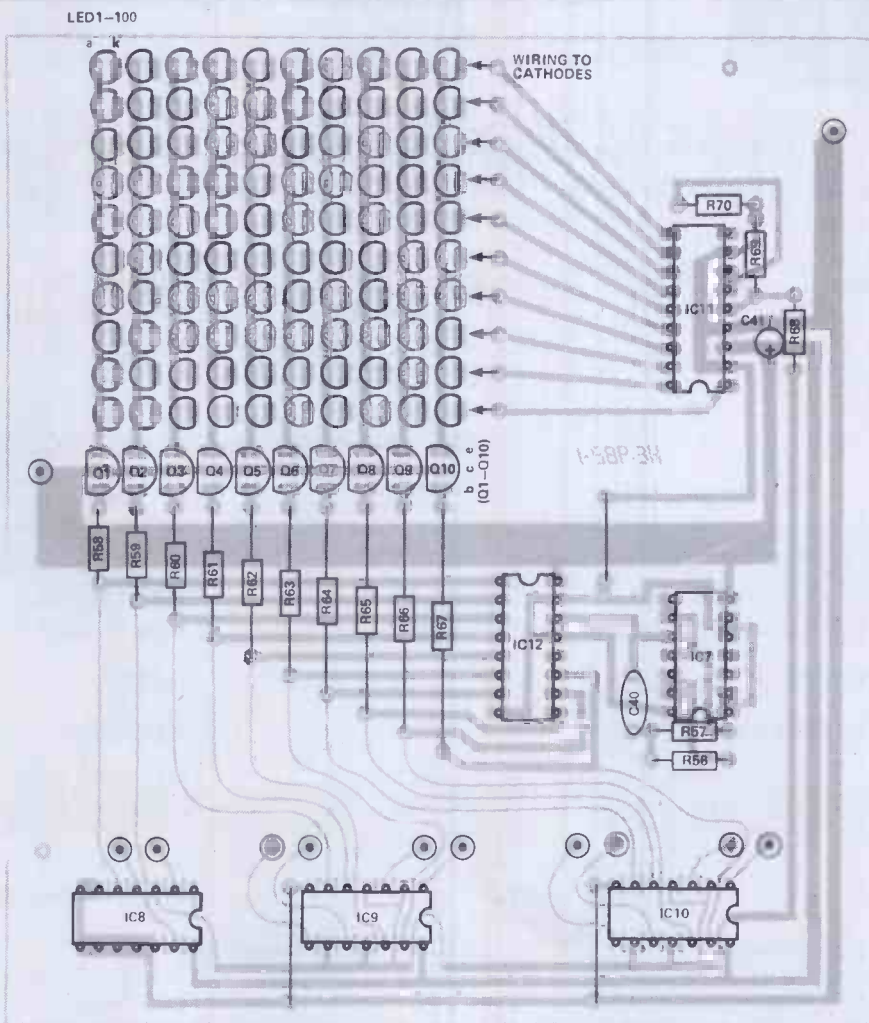 LED1–100
a k
WIRING TO
CATHODES
R70
R69
IC11
C41
R68
Q1 Q2 Q3 Q4 Q5 Q6 Q7 Q8 Q9 Q10
b c e
(Q1–Q10)
R58
R59
R60
R61
R62
R63
R64
R65
R66
R67
IC12
IC7
C40
R57
R56
IC8
IC9
IC10